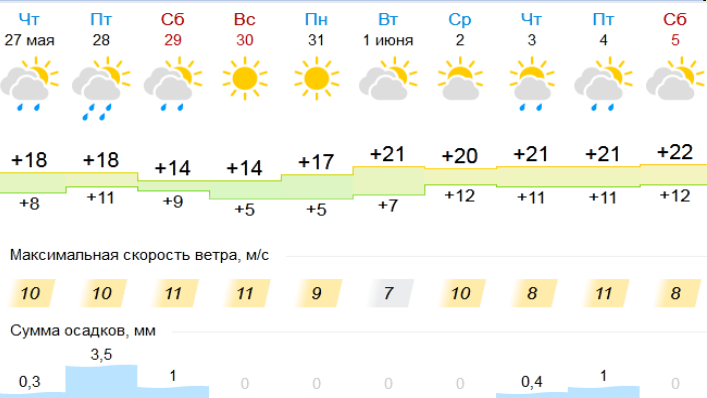 Чт Пт Сб Вс Пн Вт Ср Чт Пт Сб
27 мая 28 29 30 31 1 июня 2 3 4 5
+18 +18 +14 +14 +17 +21 +20 +21 +21 +22
+8 +11 +9 +5 +5 +7 +12 +11 +11 +12
Максимальная скорость ветра, м/с
10 10 11 11 9 7 10 8 11 8
Сумма осадков, мм
0,3 3,5 1 0 0 0 0 0,4 1 0